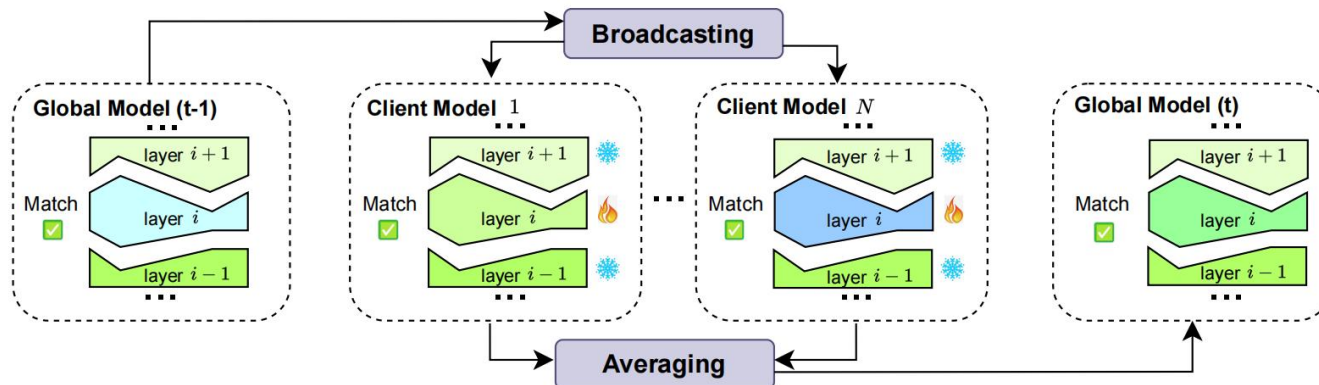 Broadcasting
Global Model (t-1)
...
layer i + 1
Match
layer i
layer i − 1
...
Client Model 1
...
layer i + 1
Match
layer i
layer i − 1
...
...
Client Model N
...
layer i + 1
Match
layer i
layer i − 1
...
Global Model (t)
...
layer i + 1
Match
layer i
layer i − 1
...
Averaging